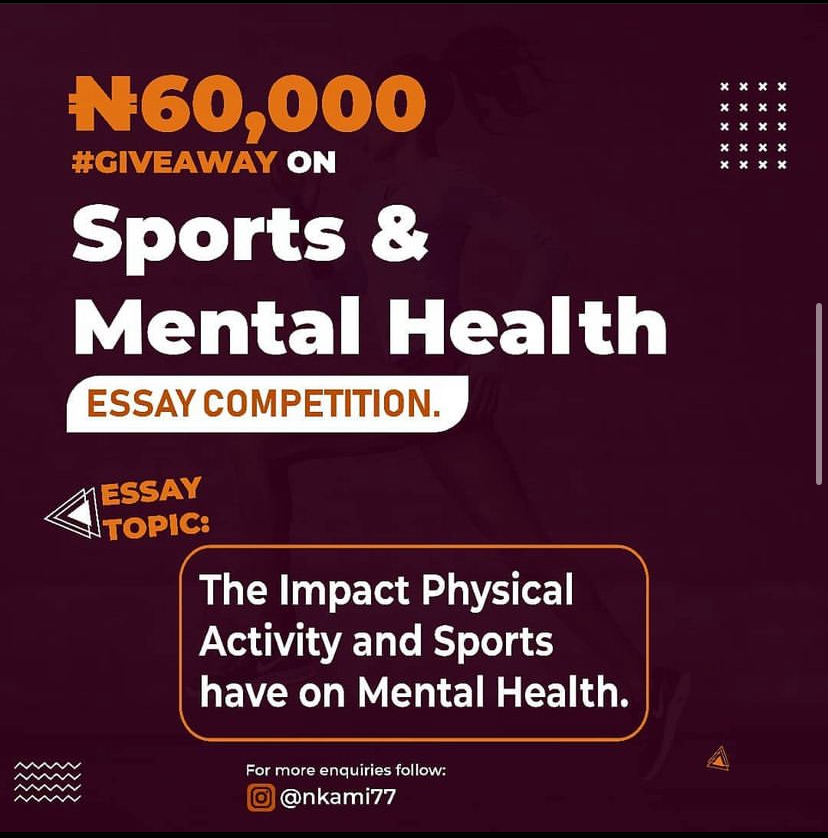 ₦60,000
#GIVEAWAY ON
Sports &
Mental Health
ESSAY COMPETITION.
ESSAY
TOPIC:
The Impact Physical
Activity and Sports
have on Mental Health.
For more enquiries follow:
@nkami77